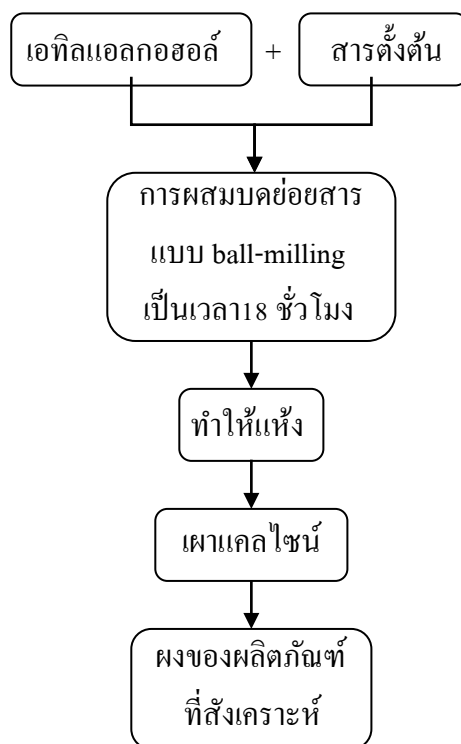 เอทิลแอลกอฮอล์ + สารตั้งต้น
การผสมบดย่อยสาร
แบบ ball-milling
เป็นเวลา18 ชั่วโมง
ทำให้แห้ง
เผาแคลไซน์
ผงของผลิตภัณฑ์
ที่สังเคราะห์